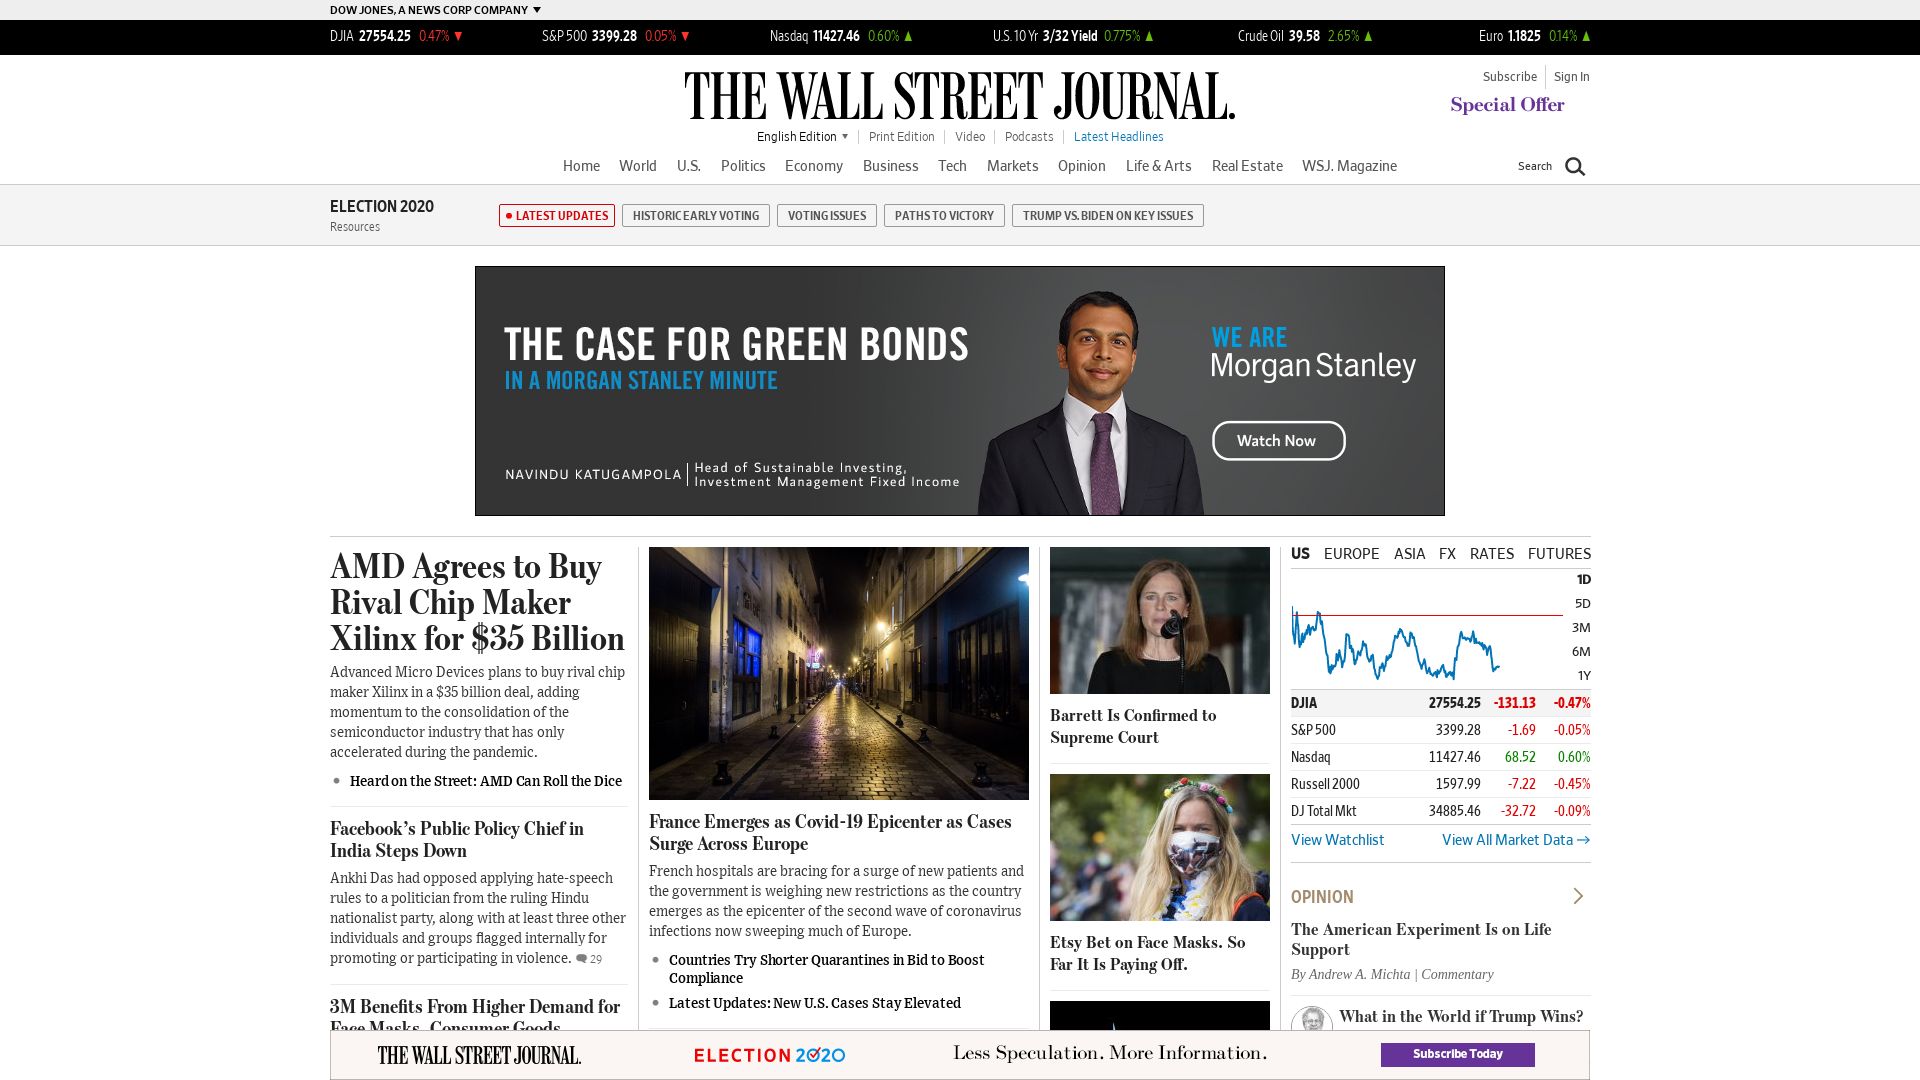 DOW JONES, A NEWS CORP COMPANY
DJIA 27554.25 0.47% S&P 500 3399.28 0.05% Nasdaq 11427.46 0.60% U.S. 10 Yr 3/32 Yield 0.775% Crude Oil 39.58 2.65% Euro 1.1825 0.14%
THE WALL STREET JOURNAL.
Subscribe Sign In
Special Offer
English Edition Print Edition Video Podcasts Latest Headlines
Home World U.S. Politics Economy Business Tech Markets Opinion Life & Arts Real Estate WSJ. Magazine
Search
ELECTION 2020
Resources
LATEST UPDATES HISTORIC EARLY VOTING VOTING ISSUES PATHS TO VICTORY TRUMP VS. BIDEN ON KEY ISSUES
THE CASE FOR GREEN BONDS
IN A MORGAN STANLEY MINUTE
NAVINDU KATUGAMPOLA
Head of Sustainable Investing,
Investment Management Fixed Income
WE ARE
Morgan Stanley
Watch Now
AMD Agrees to Buy
Rival Chip Maker
Xilinx for $35 Billion
Advanced Micro Devices plans to buy rival chip
maker Xilinx in a $35 billion deal, adding
momentum to the consolidation of the
semiconductor industry that has only
accelerated during the pandemic.
Heard on the Street: AMD Can Roll the Dice
Facebook’s Public Policy Chief in
India Steps Down
Ankhi Das had opposed applying hate-speech
rules to a politician from the ruling Hindu
nationalist party, along with at least three other
individuals and groups flagged internally for
promoting or participating in violence. 29
3M Benefits From Higher Demand for
Face Masks, Consumer Goods
France Emerges as Covid-19 Epicenter as Cases
Surge Across Europe
French hospitals are bracing for a surge of new patients and
the government is weighing new restrictions as the country
emerges as the epicenter of the second wave of coronavirus
infections now sweeping much of Europe.
Countries Try Shorter Quarantines in Bid to Boost
Compliance
Latest Updates: New U.S. Cases Stay Elevated
Barrett Is Confirmed to
Supreme Court
Etsy Bet on Face Masks. So
Far It Is Paying Off.
US EUROPE ASIA FX RATES FUTURES
1D
5D
3M
6M
1Y
DJIA 27554.25 -131.13 -0.47%
S&P 500 3399.28 -1.69 -0.05%
Nasdaq 11427.46 68.52 0.60%
Russell 2000 1597.99 -7.22 -0.45%
DJ Total Mkt 34885.46 -32.72 -0.09%
View Watchlist View All Market Data
OPINION
The American Experiment Is on Life
Support
By Andrew A. Michta | Commentary
What in the World if Trump Wins?
THE WALL STREET JOURNAL.
ELECTION 2020
Less Speculation. More Information.
Subscribe Today